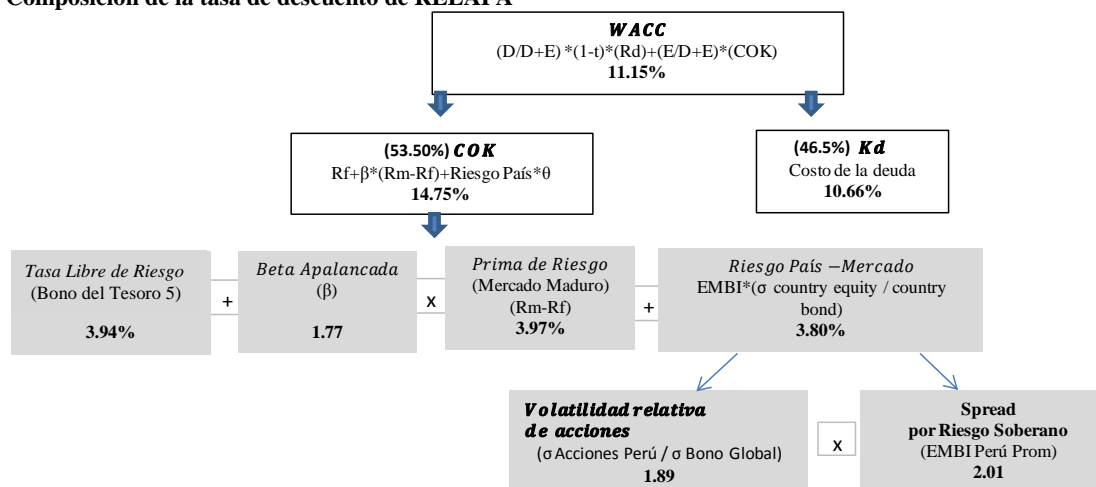 Composición de la tasa de descuento de RELAPA
WACC
(D/D+E) *(1-t)*(Rd)+(E/D+E)*(COK)
11.15%
(53.50%) COK
Rf+β*(Rm-Rf)+Riesgo País*θ
14.75%
(46.5%) Kd
Costo de la deuda
10.66%
Tasa Libre de Riesgo
(Bono del Tesoro 5)
3.94%
+
Beta Apalancada
(β)
1.77
x
Prima de Riesgo
(Mercado Maduro)
(Rm-Rf)
3.97%
+
Riesgo País −Mercado
EMBI*(σ country equity / country
bond)
3.80%
Volatilidad relativa
de acciones
(σ Acciones Perú / σ Bono Global)
1.89
x
Spread
por Riesgo Soberano
(EMBI Perú Prom)
2.01